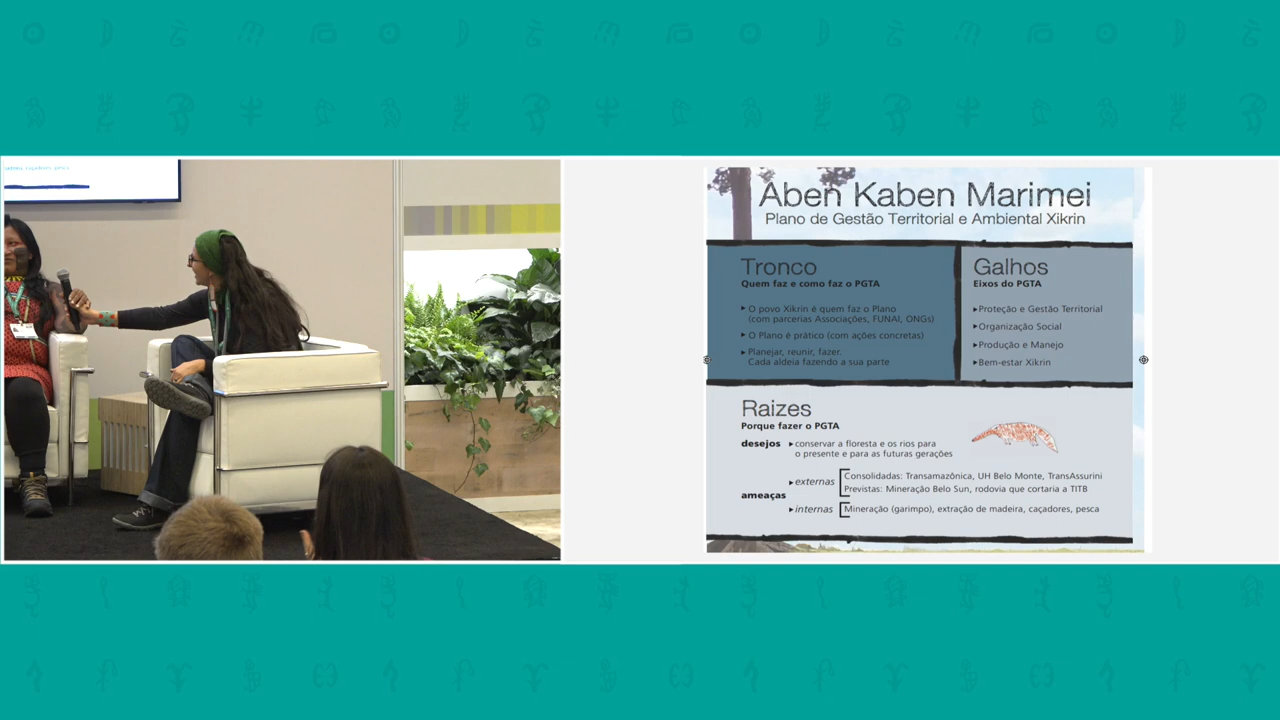 Aben Kaben Marimei
Plano de Gestão Territorial e Ambiental Xikrin
Tronco
Quem faz e como faz o PGTA
▸ O povo Xikrin é quem faz o Plano
(com parcerias Associações, FUNAI, ONGs)
▸ O Plano é prático (com ações concretas)
▸ Planejar, reunir, fazer.
Cada aldeia fazendo a sua parte
Galhos
Eixos do PGTA
▸Proteção e Gestão Territorial
▸Organização Social
▸Produção e Manejo
▸Bem-estar Xikrin
Raizes
Porque fazer o PGTA
desejos ▸conservar a floresta e os rios para
o presente e para as futuras gerações
ameaças
▸externas
Consolidadas: Transamazônica, UH Belo Monte, TransAssurini
Previstas: Mineração Belo Sun, rodovia que cortaria a TITB
▸internas
Mineração (garimpo), extração de madeira, caçadores, pesca